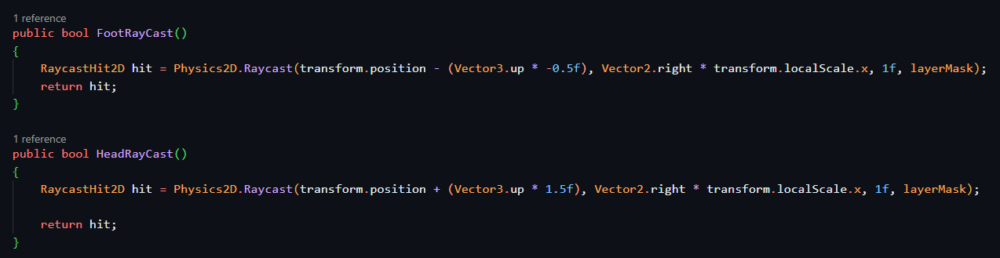 1 reference
public bool FootRayCast()
{
    RaycastHit2D hit = Physics2D.Raycast(transform.position - (Vector3.up * -0.5f), Vector2.right * transform.localScale.x, 1f, layerMask);
    return hit;
}
1 reference
public bool HeadRayCast()
{
    RaycastHit2D hit = Physics2D.Raycast(transform.position + (Vector3.up * 1.5f), Vector2.right * transform.localScale.x, 1f, layerMask);
    return hit;
}